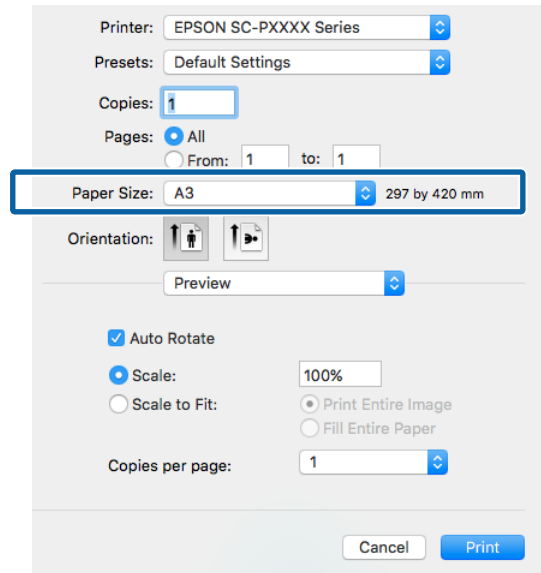 Printer: EPSON SC-PXXXX Series
Presets: Default Settings
Copies: 1
Pages: All
From: 1 to: 1
Paper Size: A3 297 by 420 mm
Orientation:
Preview
Auto Rotate
Scale: 100%
Scale to Fit: Print Entire Image
Fill Entire Paper
Copies per page: 1
Cancel Print